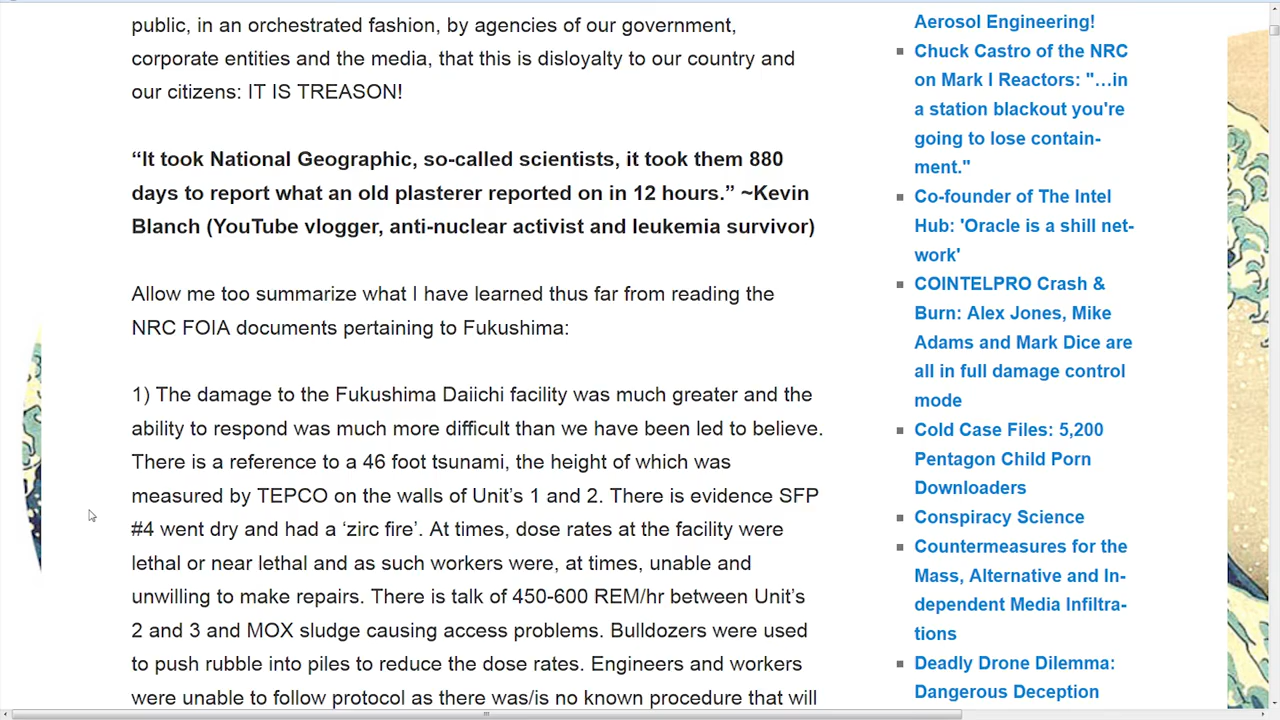 public, in an orchestrated fashion, by agencies of our government,
corporate entities and the media, that this is disloyalty to our country and
our citizens: IT IS TREASON!
“It took National Geographic, so-called scientists, it took them 880
days to report what an old plasterer reported on in 12 hours.” ~Kevin
Blanch (YouTube vlogger, anti-nuclear activist and leukemia survivor)
Allow me too summarize what I have learned thus far from reading the
NRC FOIA documents pertaining to Fukushima:
1) The damage to the Fukushima Daiichi facility was much greater and the
ability to respond was much more difficult than we have been led to believe.
There is a reference to a 46 foot tsunami, the height of which was
measured by TEPCO on the walls of Unit’s 1 and 2. There is evidence SFP
#4 went dry and had a ‘zirc fire’. At times, dose rates at the facility were
lethal or near lethal and as such workers were, at times, unable and
unwilling to make repairs. There is talk of 450-600 REM/hr between Unit’s
2 and 3 and MOX sludge causing access problems. Bulldozers were used
to push rubble into piles to reduce the dose rates. Engineers and workers
were unable to follow protocol as there was/is no known procedure that will
Aerosol Engineering!
Chuck Castro of the NRC
on Mark I Reactors: "…in
a station blackout you're
going to lose contain-
ment."
Co-founder of The Intel
Hub: 'Oracle is a shill net-
work'
COINTELPRO Crash &
Burn: Alex Jones, Mike
Adams and Mark Dice are
all in full damage control
mode
Cold Case Files: 5,200
Pentagon Child Porn
Downloaders
Conspiracy Science
Countermeasures for the
Mass, Alternative and In-
dependent Media Infiltra-
tions
Deadly Drone Dilemma:
Dangerous Deception